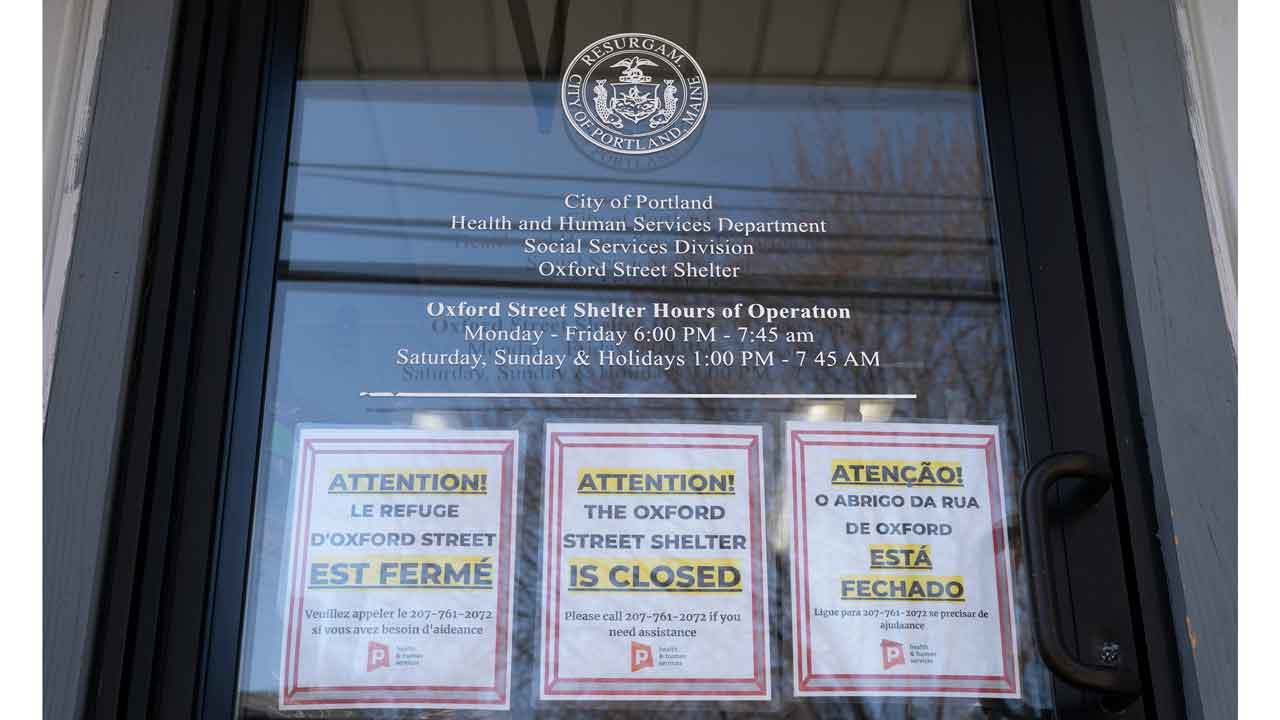 RESURGAM.
CITY OF PORTLAND, MAINE
City of Portland
Health and Human Services Department
Social Services Division
Oxford Street Shelter
Oxford Street Shelter Hours of Operation
Monday - Friday 6:00 PM - 7:45 am
Saturday, Sunday & Holidays 1:00 PM - 7 45 AM
ATTENTION!
LE REFUGE
D'OXFORD STREET
EST FERMÉ
Veuillez appeler le 207-761-2072
si vous avez besoin d'aideance
P health
& human
services
ATTENTION!
THE OXFORD
STREET SHELTER
IS CLOSED
Please call 207-761-2072 if you
need assistance
P health
& human
services
ATENÇÃO!
O ABRIGO DA RUA
DE OXFORD
ESTÁ
FECHADO
Ligue para 207-761-2072 se precisar de
ajudaance
P health
& human
services